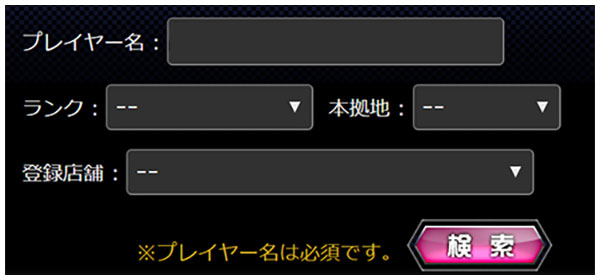 プレイヤー名：
ランク： -- ▼ 本拠地： -- ▼
登録店舗： -- ▼
※プレイヤー名は必須です。 検索